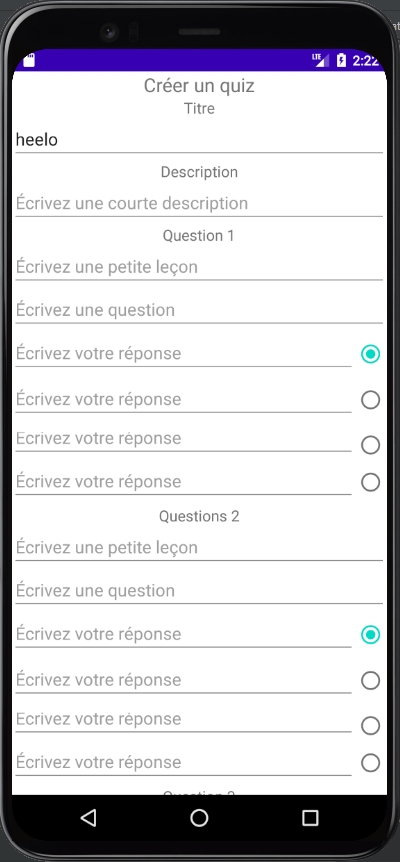 LTE 2:22
Créer un quiz
Titre
heelo
Description
Écrivez une courte description
Question 1
Écrivez une petite leçon
Écrivez une question
Écrivez votre réponse
Écrivez votre réponse
Écrivez votre réponse
Écrivez votre réponse
Questions 2
Écrivez une petite leçon
Écrivez une question
Écrivez votre réponse
Écrivez votre réponse
Écrivez votre réponse
Écrivez votre réponse